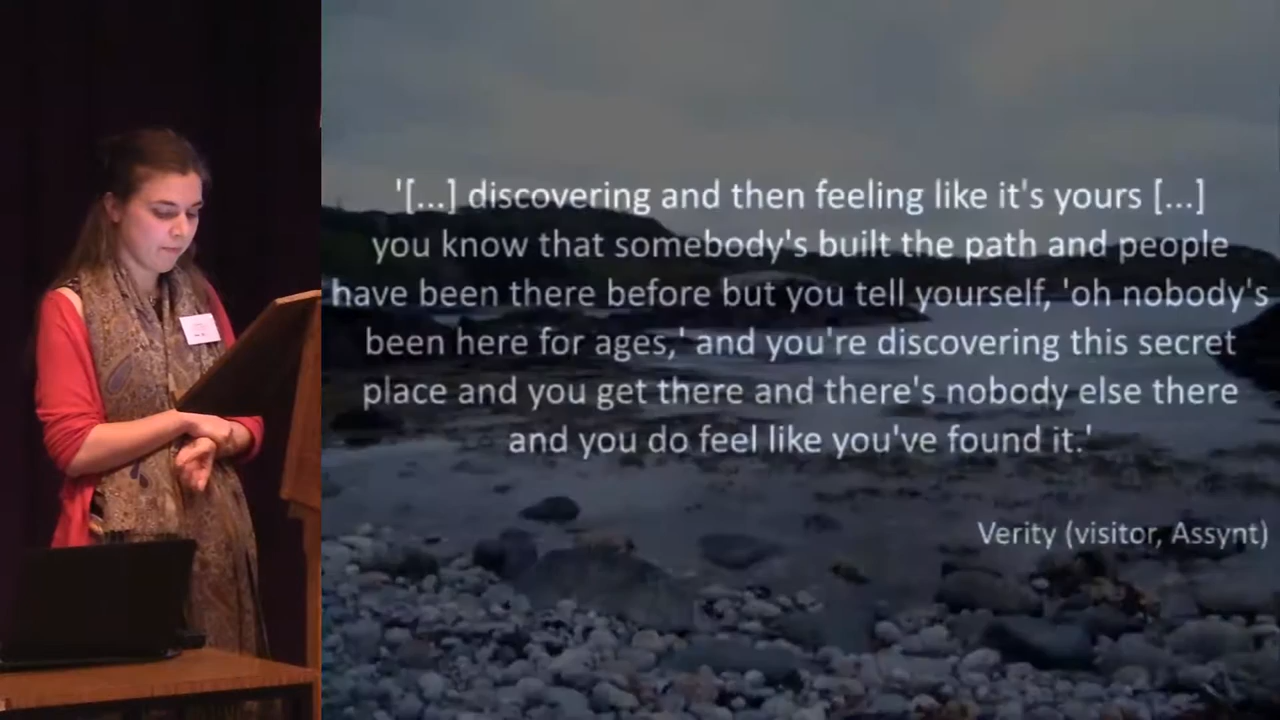 '[...] discovering and then feeling like it's yours [...]
you know that somebody's built the path and people
have been there before but you tell yourself, 'oh nobody's
been here for ages,' and you're discovering this secret
place and you get there and there's nobody else there
and you do feel like you've found it.'
Verity (visitor, Assynt)